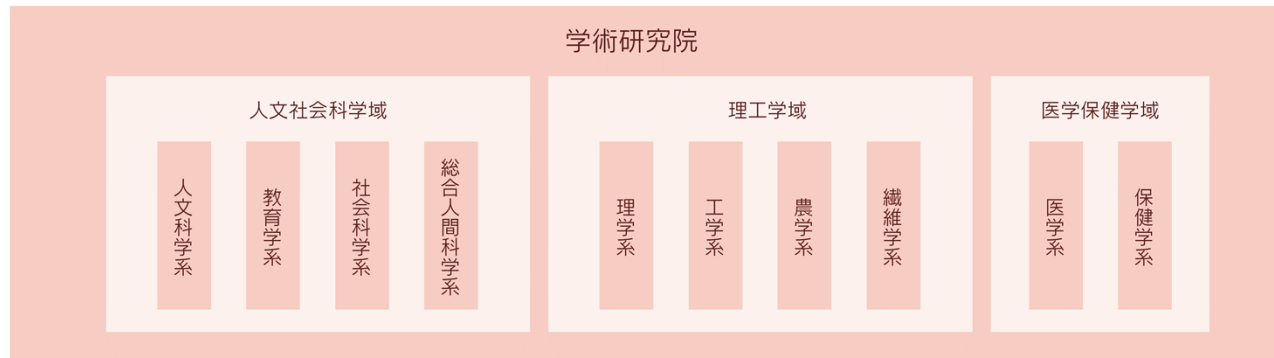 学術研究院
人文社会科学域
人文科学系
教育学系
社会科学系
総合人間科学系
理工学域
理学系
工学系
農学系
繊維学系
医学保健学域
医学系
保健学系